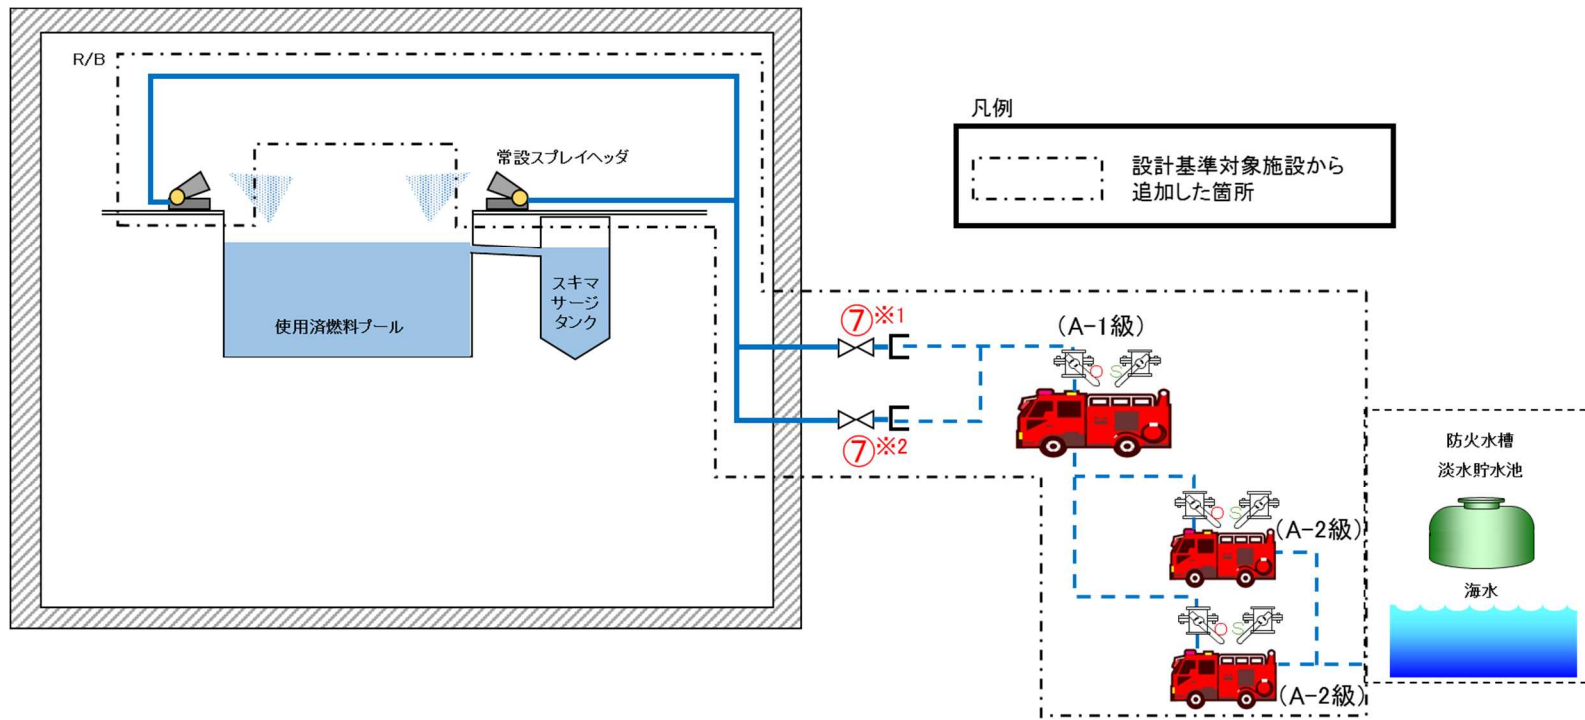 R/B
常設スプレイヘッダ
使用済燃料プール
スキマ
サージ
タンク
凡例
設計基準対象施設から
追加した箇所
⑦※1
⑦※2
(A-1級)
O S
O S
(A-2級)
O S
(A-2級)
防火水槽
淡水貯水池
海水